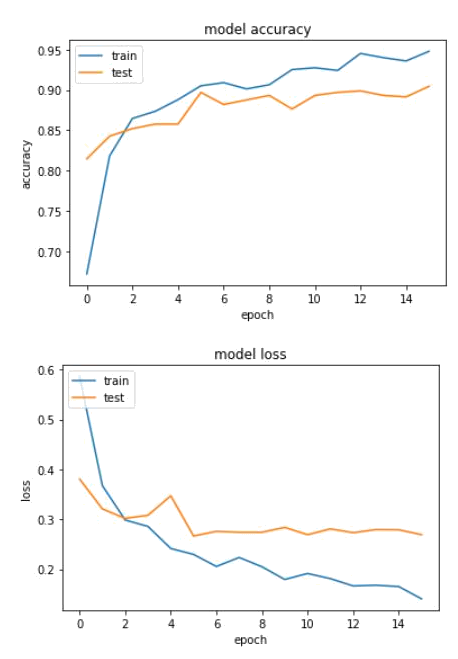 model accuracy
train
test
0.95
0.90
0.85
0.80
0.75
0.70
accuracy
0 2 4 6 8 10 12 14
epoch
model loss
train
test
0.6
0.5
0.4
0.3
0.2
loss
0 2 4 6 8 10 12 14
epoch